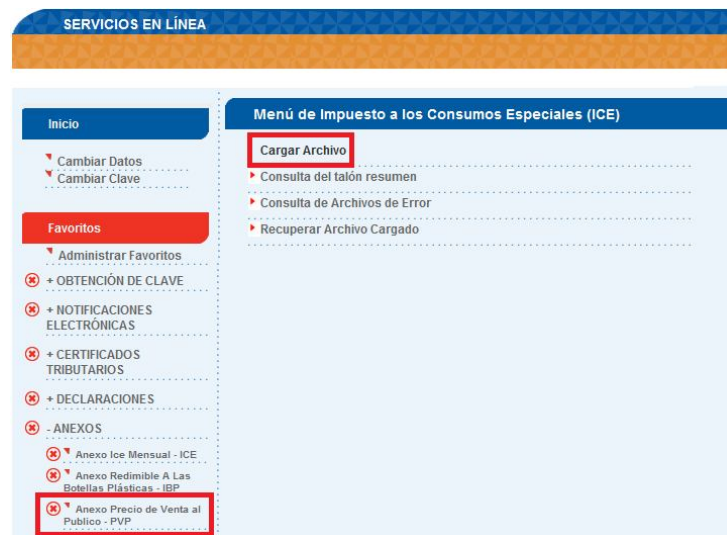 SERVICIOS EN LÍNEA
Inicio
Cambiar Datos
Cambiar Clave
Favoritos
Administrar Favoritos
+ OBTENCIÓN DE CLAVE
+ NOTIFICACIONES
ELECTRÓNICAS
+ CERTIFICADOS
TRIBUTARIOS
+ DECLARACIONES
- ANEXOS
Anexo Ice Mensual - ICE
Anexo Redimible A Las
Botellas Plásticas - IBP
Anexo Precio de Venta al
Publico - PVP
Menú de Impuesto a los Consumos Especiales (ICE)
Cargar Archivo
Consulta del talón resumen
Consulta de Archivos de Error
Recuperar Archivo Cargado